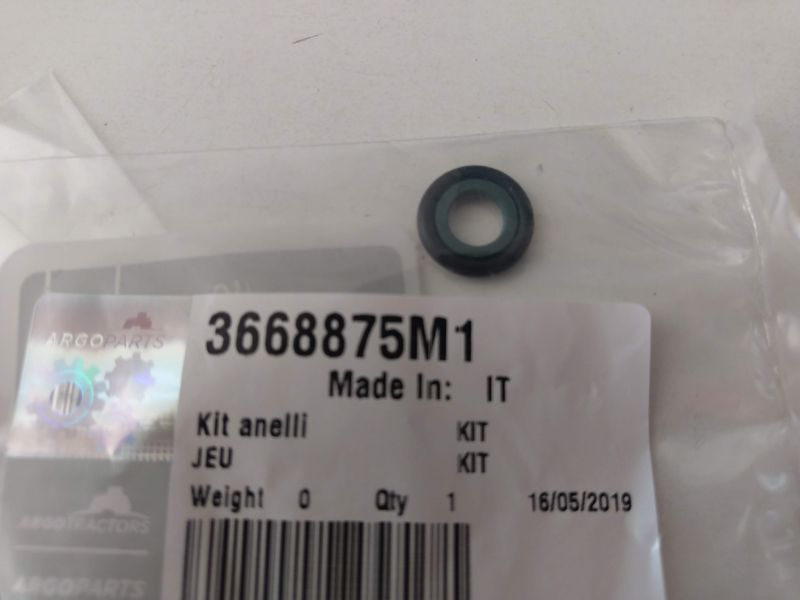 ARGOPARTS
3668875M1
Made In: IT
Kit anelli KIT
JEU KIT
Weight 0 Qty 1 16/05/2019
ARGOTRACTORS
ARGOPARTS